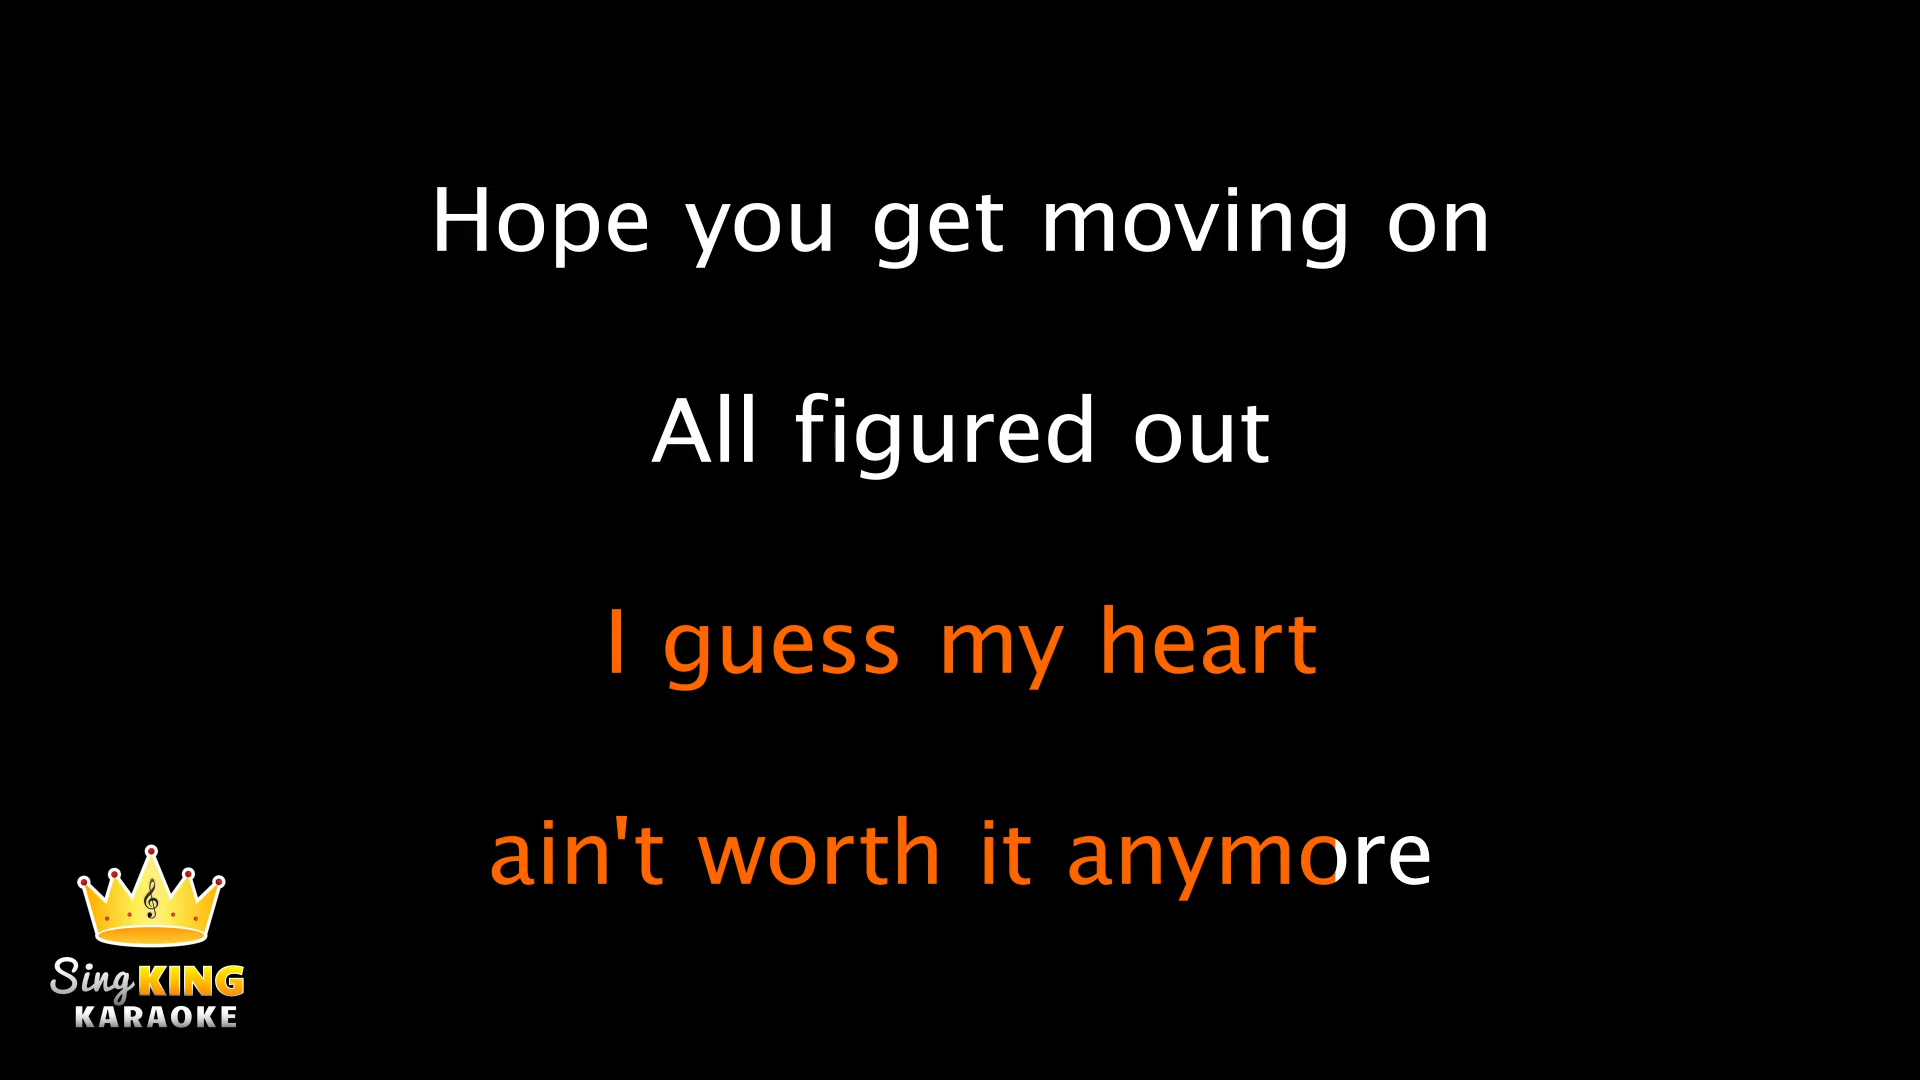 Hope you get moving on
All figured out
I guess my heart
ain't worth it anymore
Sing KING
KARAOKE